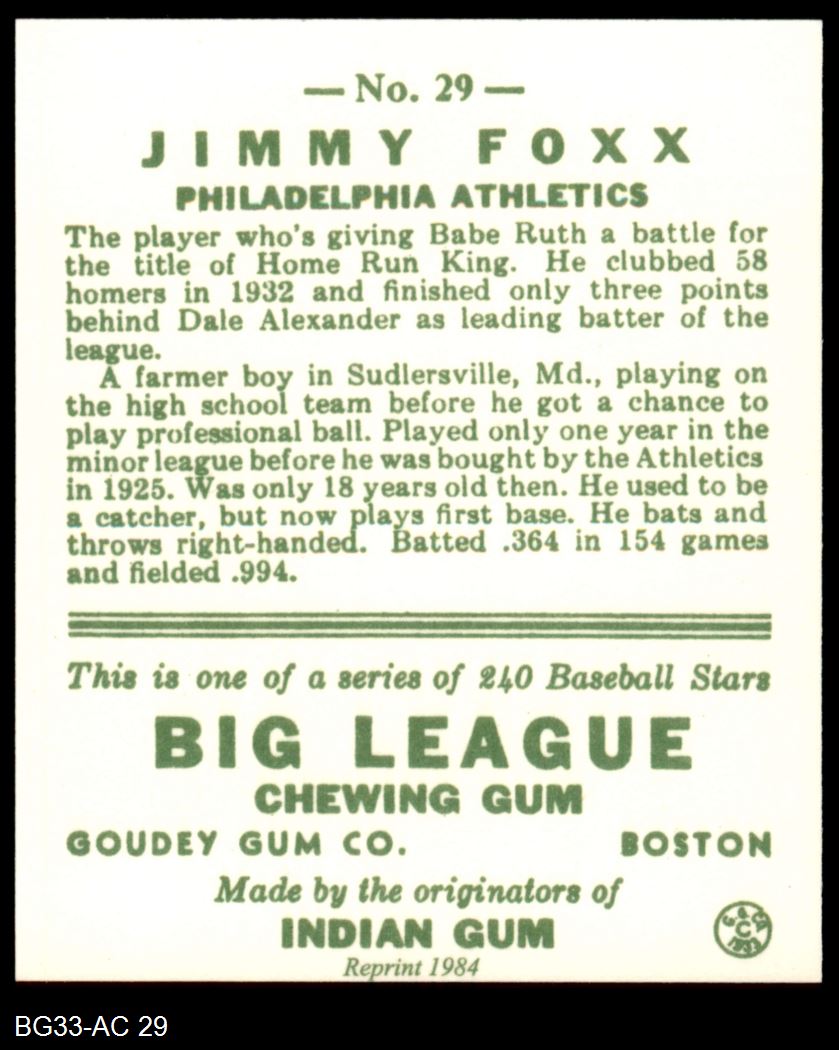 — No. 29 —
JIMMY FOXX
PHILADELPHIA ATHLETICS
The player who's giving Babe Ruth a battle for
the title of Home Run King. He clubbed 58
homers in 1932 and finished only three points
behind Dale Alexander as leading batter of the
league.
A farmer boy in Sudlersville, Md., playing on
the high school team before he got a chance to
play professional ball. Played only one year in the
minor league before he was bought by the Athletics
in 1925. Was only 18 years old then. He used to be
a catcher, but now plays first base. He bats and
throws right-handed. Batted .364 in 154 games
and fielded .994.
This is one of a series of 240 Baseball Stars
BIG LEAGUE
CHEWING GUM
GOUDEY GUM CO. BOSTON
Made by the originators of
INDIAN GUM
Reprint 1984
BG33-AC 29